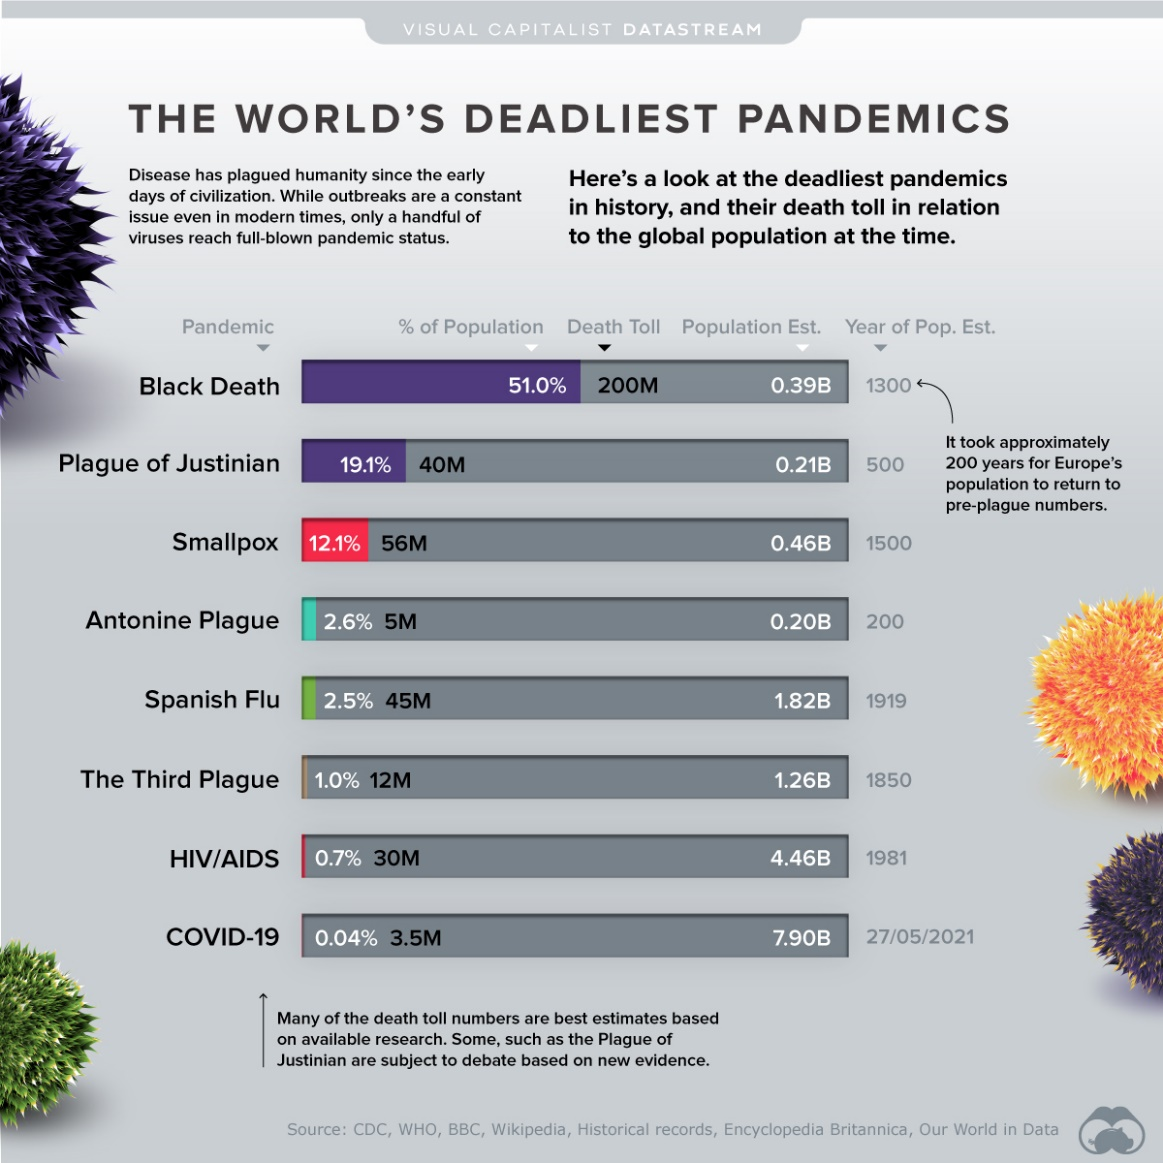 VISUAL CAPITALIST DATASTREAM
THE WORLD'S DEADLIEST PANDEMICS
Disease has plagued humanity since the early
days of civilization. While outbreaks are a constant
issue even in modern times, only a handful of
viruses reach full-blown pandemic status.
Here's a look at the deadliest pandemics
in history, and their death toll in relation
to the global population at the time.
Pandemic % of Population Death Toll Population Est. Year of Pop. Est.
Black Death 51.0% 200M 0.39B 1300
It took approximately
200 years for Europe's
population to return to
pre-plague numbers.
Plague of Justinian 19.1% 40M 0.21B 500
Smallpox 12.1% 56M 0.46B 1500
Antonine Plague 2.6% 5M 0.20B 200
Spanish Flu 2.5% 45M 1.82B 1919
The Third Plague 1.0% 12M 1.26B 1850
HIV/AIDS 0.7% 30M 4.46B 1981
COVID-19 0.04% 3.5M 7.90B 27/05/2021
Many of the death toll numbers are best estimates based
on available research. Some, such as the Plague of
Justinian are subject to debate based on new evidence.
Source: CDC, WHO, BBC, Wikipedia, Historical records, Encyclopedia Britannica, Our World in Data